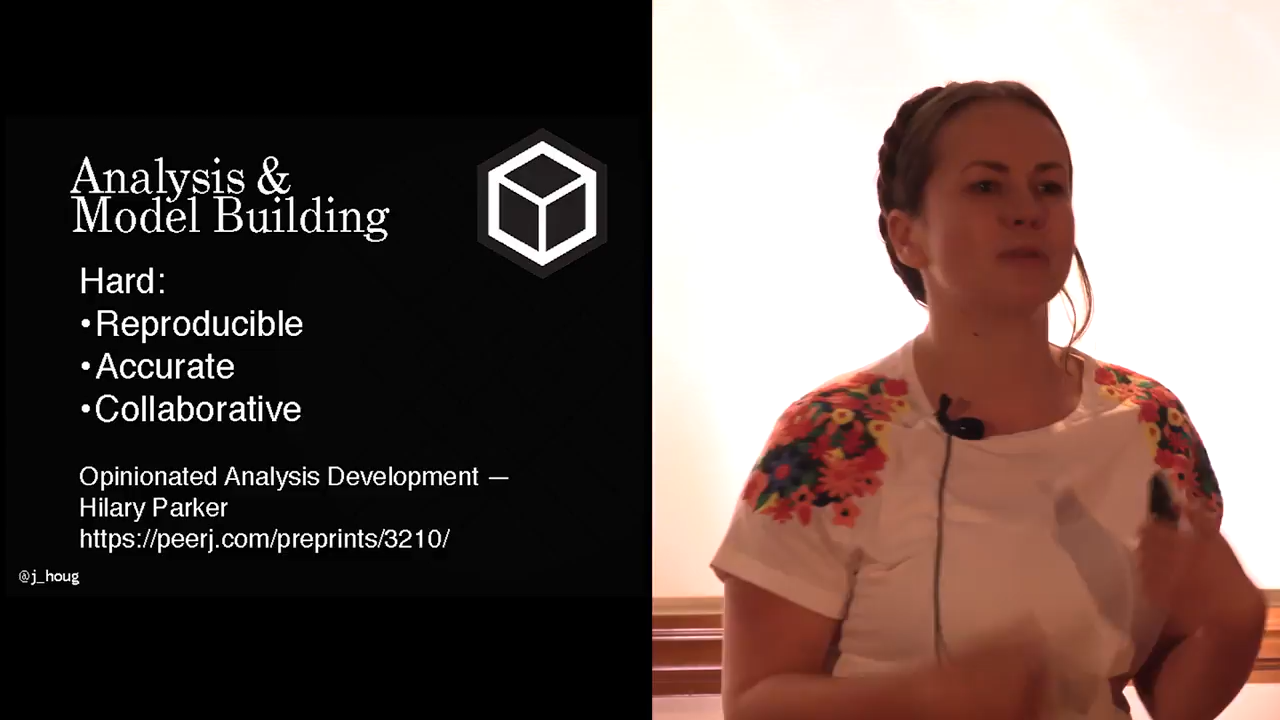 Analysis &
Model Building
Hard:
•Reproducible
•Accurate
•Collaborative
Opinionated Analysis Development —
Hilary Parker
https://peerj.com/preprints/3210/
@j_houg